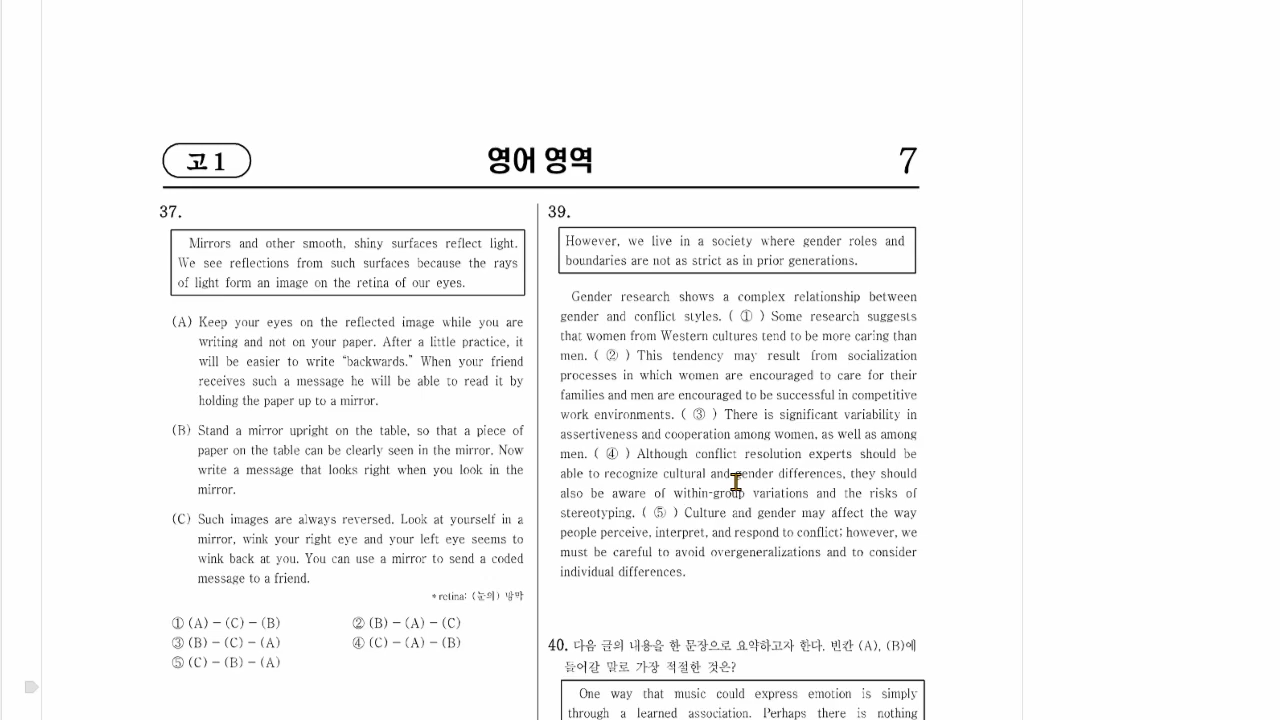 고 1
영어 영역
7
37.
Mirrors and other smooth, shiny surfaces reflect light.
We see reflections from such surfaces because the rays
of light form an image on the retina of our eyes.
(A) Keep your eyes on the reflected image while you are
writing and not on your paper. After a little practice, it
will be easier to write “backwards.” When your friend
receives such a message he will be able to read it by
holding the paper up to a mirror.
(B) Stand a mirror upright on the table, so that a piece of
paper on the table can be clearly seen in the mirror. Now
write a message that looks right when you look in the
mirror.
(C) Such images are always reversed. Look at yourself in a
mirror, wink your right eye and your left eye seems to
wink back at you. You can use a mirror to send a coded
message to a friend.
* retina: (눈의) 망막
① (A) - (C) - (B)
② (B) - (A) - (C)
③ (B) - (C) - (A)
④ (C) - (A) - (B)
⑤ (C) - (B) - (A)
39.
However, we live in a society where gender roles and
boundaries are not as strict as in prior generations.
Gender research shows a complex relationship between
gender and conflict styles. ( ① ) Some research suggests
that women from Western cultures tend to be more caring than
men. ( ② ) This tendency may result from socialization
processes in which women are encouraged to care for their
families and men are encouraged to be successful in competitive
work environments. ( ③ ) There is significant variability in
assertiveness and cooperation among women, as well as among
men. ( ④ ) Although conflict resolution experts should be
able to recognize cultural and gender differences, they should
also be aware of within-group variations and the risks of
stereotyping. ( ⑤ ) Culture and gender may affect the way
people perceive, interpret, and respond to conflict; however, we
must be careful to avoid overgeneralizations and to consider
individual differences.
40. 다음 글의 내용을 한 문장으로 요약하고자 한다. 빈칸 (A), (B)에
들어갈 말로 가장 적절한 것은?
One way that music could express emotion is simply
through a learned association. Perhaps there is nothing